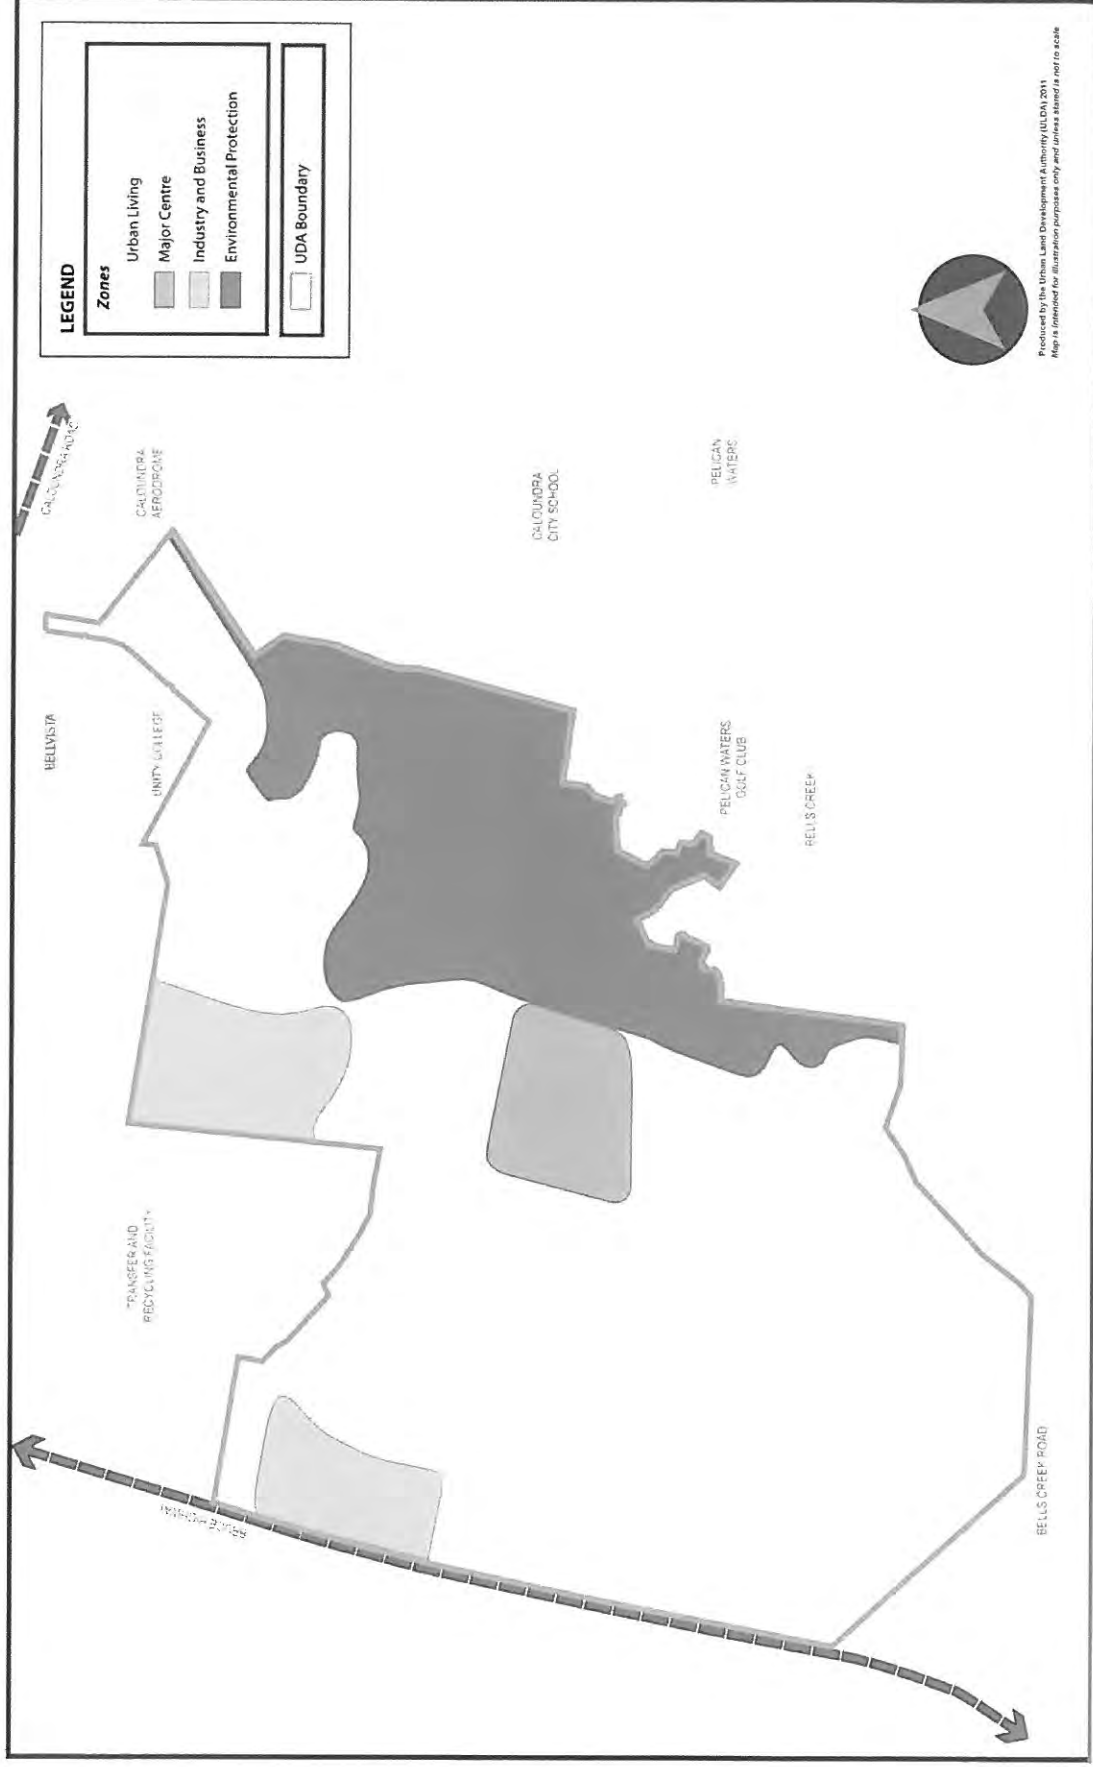 LEGEND
Zones
Urban Living
Major Centre
Industry and Business
Environmental Protection
UDA Boundary
CALOUNDRA ROAD
CALOUNDRA
AERODROME
BELLVISTA
UNITY COLLEGE
CALOUNDRA
CITY SCHOOL
PELICAN
WATERS
PELICAN WATERS
GOLF CLUB
BELLS CREEK
TRANSFER AND
RECYCLING FACILITY
BRUCE HIGHWAY
BELLS CREEK ROAD
Produced by the Urban Land Development Authority (ULDA) 2011
Map is intended for illustration purposes only and unless stated is not to scale